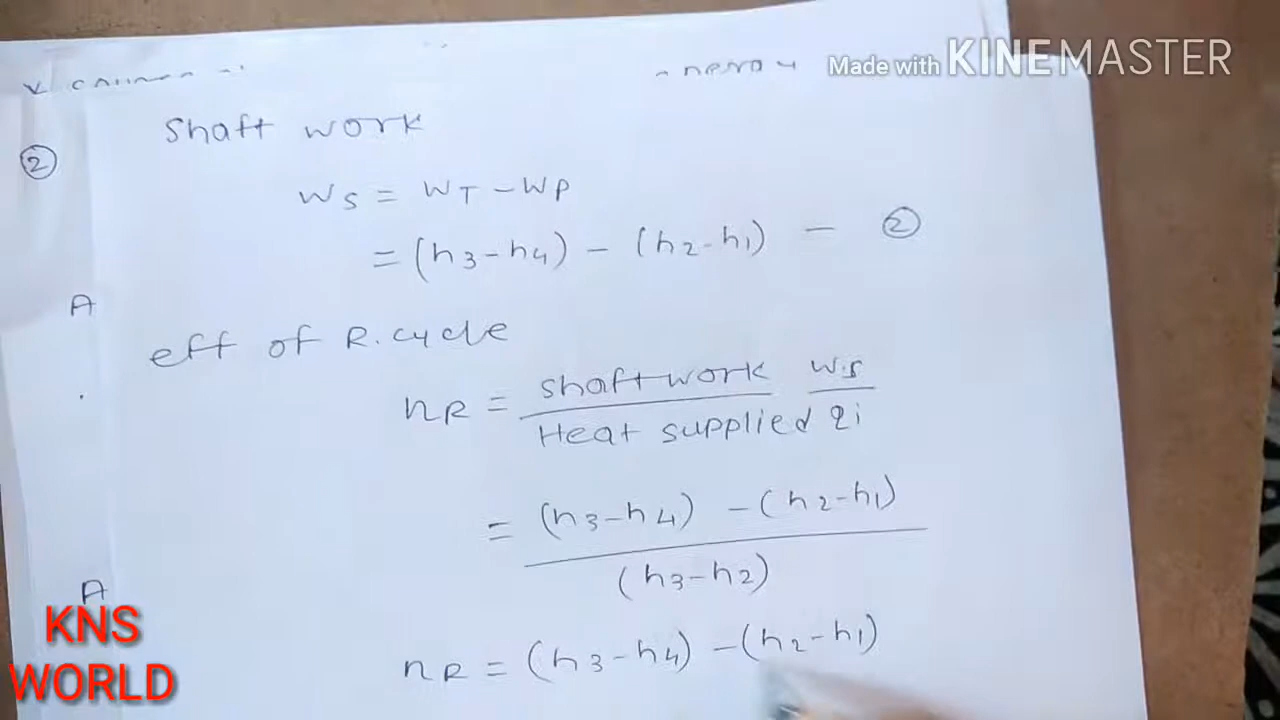 Made with KINEMASTER
Shaft work
②
WS = WT - WP
= (h3 - h4) - (h2 - h1) - ②
A
eff of R. cycle
nR = shaft work / Heat supplied W.S / qi
= (h3 - h4) - (h2 - h1) / (h3 - h2)
A
nR = (h3 - h4) - (h2 - h1)
KNS
WORLD